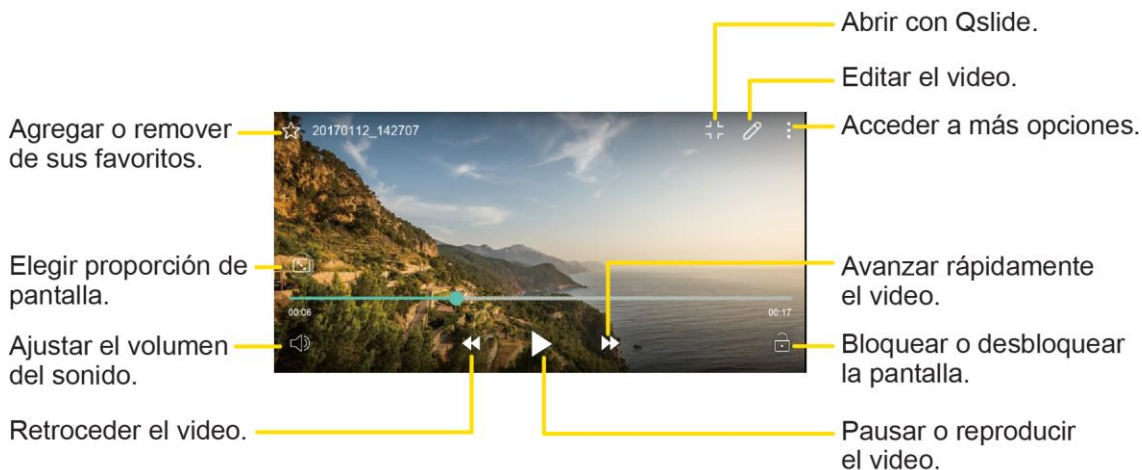 Abrir con Qslide.
Editar el video.
Acceder a más opciones.
Agregar o remover
de sus favoritos.
20170112_142707
Elegir proporción de
pantalla.
Avanzar rápidamente
el video.
00:06
00:17
Ajustar el volumen
del sonido.
Bloquear o desbloquear
la pantalla.
Retroceder el video.
Pausar o reproducir
el video.